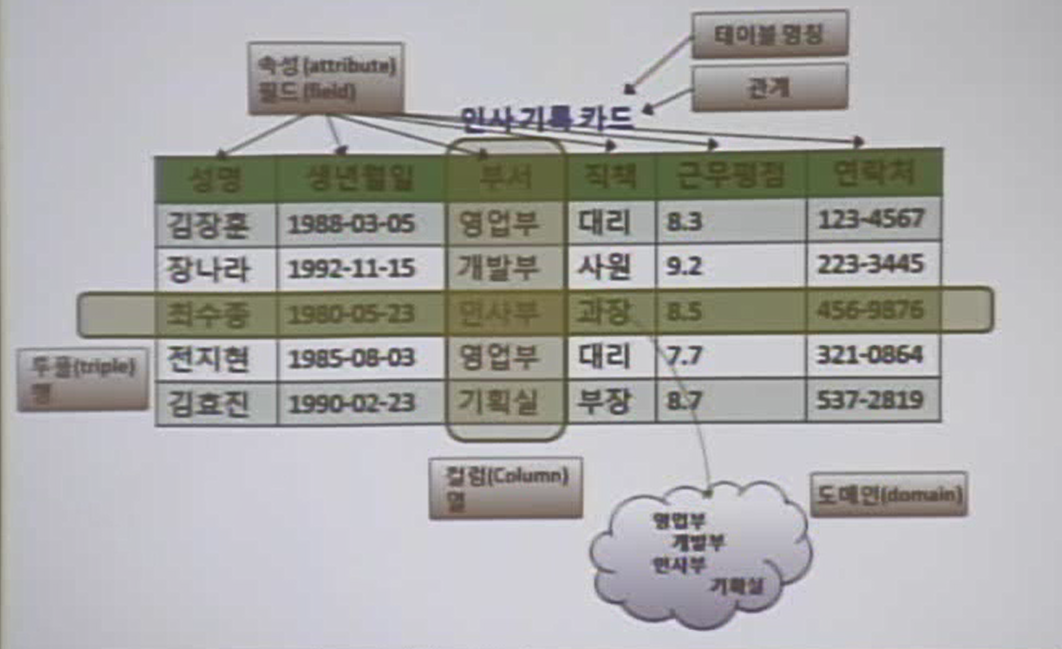 테이블 명칭
속성(attribute)
필드(field)
관계
인사 기록 카드
성명 생년월일 부서 직책 근무평점 연락처
김장훈 1988-03-05 영업부 대리 8.3 123-4567
장나라 1992-11-15 개발부 사원 9.2 223-3445
최수종 1980-05-23 인사부 과장 8.5 456-9876
전지현 1985-08-03 영업부 대리 7.7 321-0864
김효진 1990-02-23 기획실 부장 8.7 537-2819
투플(triple)
행
컬럼(Column)
열
도메인(domain)
영업부
개발부
인사부
기획실